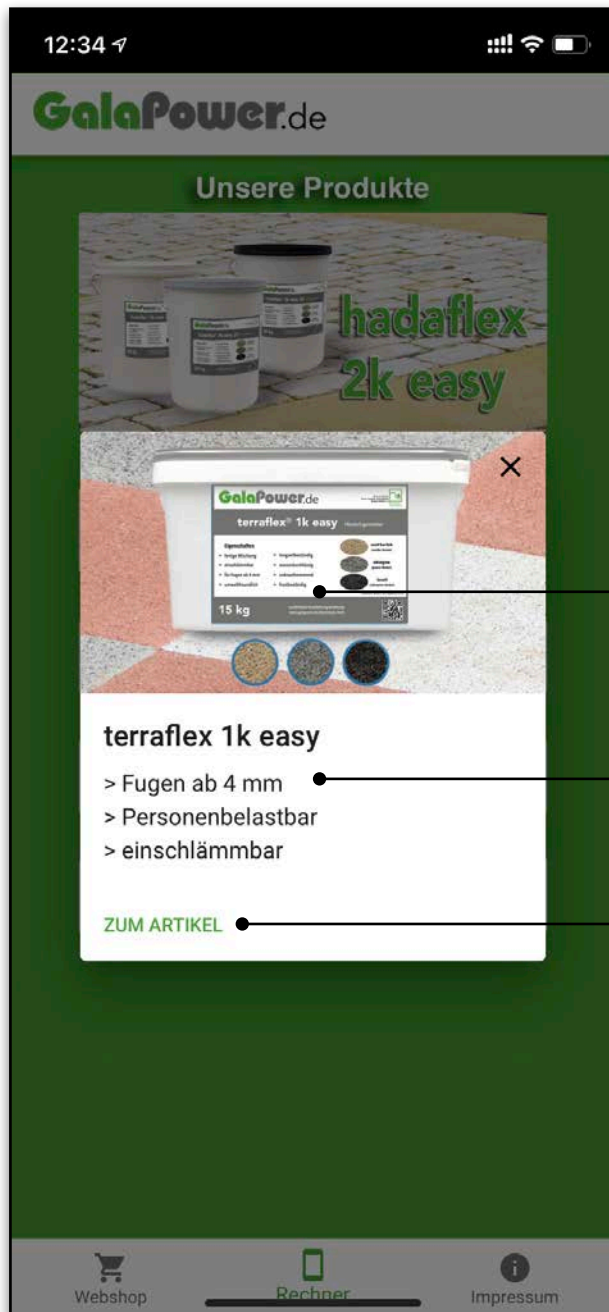 12:34
GalaPower.de
Unsere Produkte
hadaflex
2k easy
GalaPower.de
terraflex® 1k easy
Eigenschaften
15 kg
terraflex 1k easy
> Fugen ab 4 mm
> Personenbelastbar
> einschlämmbar
ZUM ARTIKEL
Webshop
Rechner
Impressum